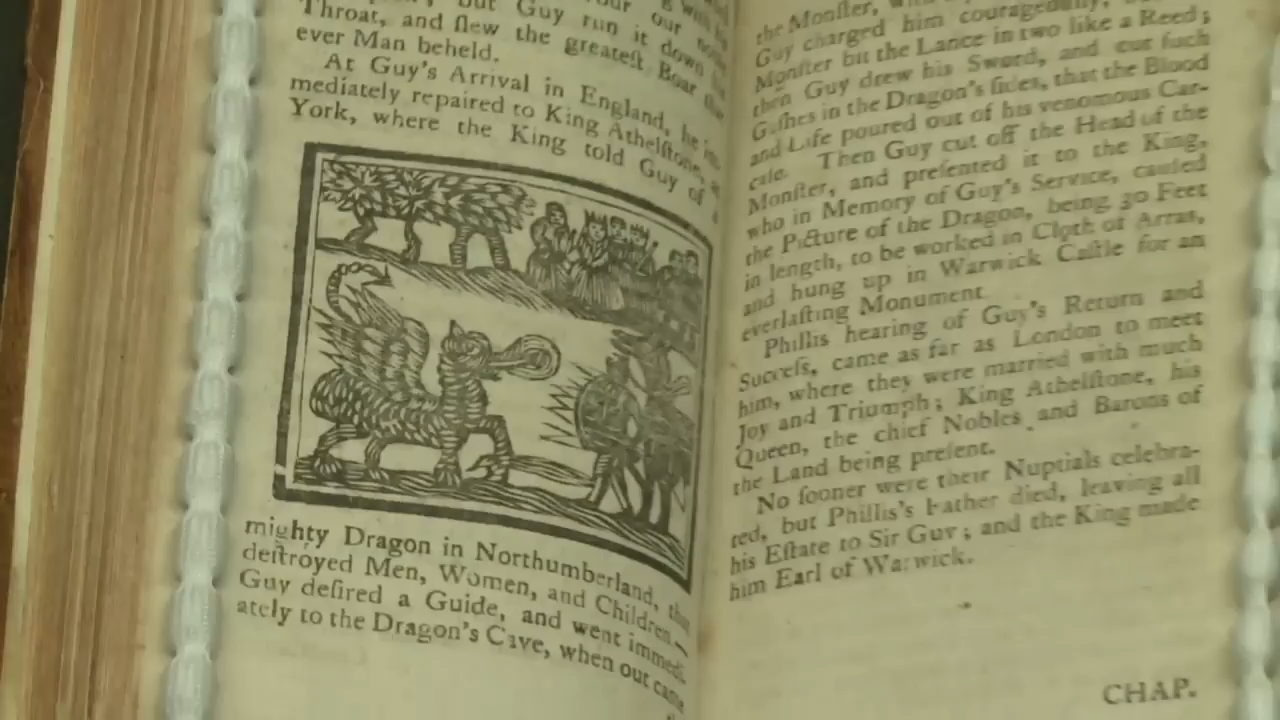 but Guy run it down
Throat, and ſlew the greateſt Boar that
ever Man beheld.
At Guy's Arrival in England, he im-
mediately repaired to King Athelſtone, at
York, where the King told Guy of a
mighty Dragon in Northumberland, that
deſtroyed Men, Women, and Children.—
Guy deſired a Guide, and went immedi-
ately to the Dragon's Cave, when out came
the Monſter,
Guy charged him courageouſly,
Monſter bit the Lance in two like a Reed;
then Guy drew his Sword, and cut ſuch
Gaſhes in the Dragon's ſides, that the Blood
and Life poured out of his venomous Car-
caſe. Then Guy cut off the Head of the
Monſter, and preſented it to the King,
who in Memory of Guy's Service, cauſed
the Picture of the Dragon, being 30 Feet
in length, to be worked in Cloth of Arras,
and hung up in Warwick Caſtle for an
everlaſting Monument.
Phillis hearing of Guy's Return and
Succeſs, came as far as London to meet
him, where they were married with much
Joy and Triumph; King Athelſtone, his
Queen, the chief Nobles and Barons of
the Land being preſent.
No ſooner were their Nuptials celebra-
ted, but Phillis's Father died, leaving all
his Eſtate to Sir Guy; and the King made
him Earl of Warwick.
CHAP.